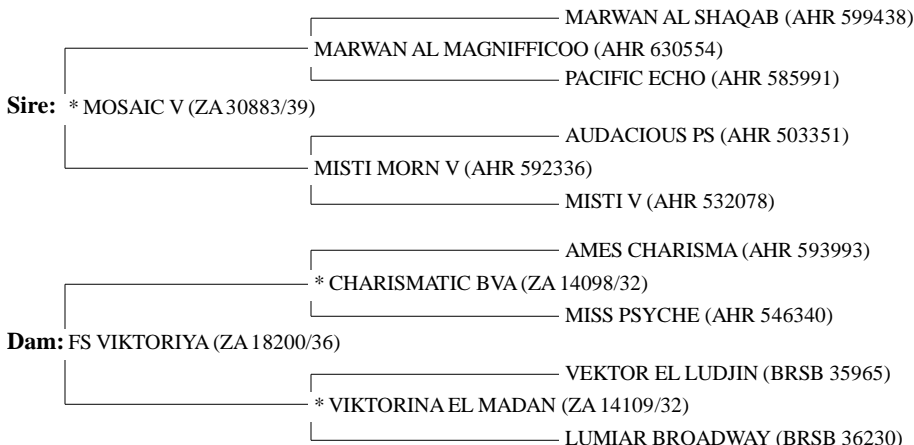 MARWAN AL SHAQAB (AHR 599438)
MARWAN AL MAGNIFFICOO (AHR 630554)
PACIFIC ECHO (AHR 585991)
Sire: * MOSAIC V (ZA 30883/39)
AUDACIOUS PS (AHR 503351)
MISTI MORN V (AHR 592336)
MISTI V (AHR 532078)
AMES CHARISMA (AHR 593993)
* CHARISMATIC BVA (ZA 14098/32)
MISS PSYCHE (AHR 546340)
Dam: FS VIKTORIYA (ZA 18200/36)
VEKTOR EL LUDJIN (BRSB 35965)
* VIKTORINA EL MADAN (ZA 14109/32)
LUMIAR BROADWAY (BRSB 36230)